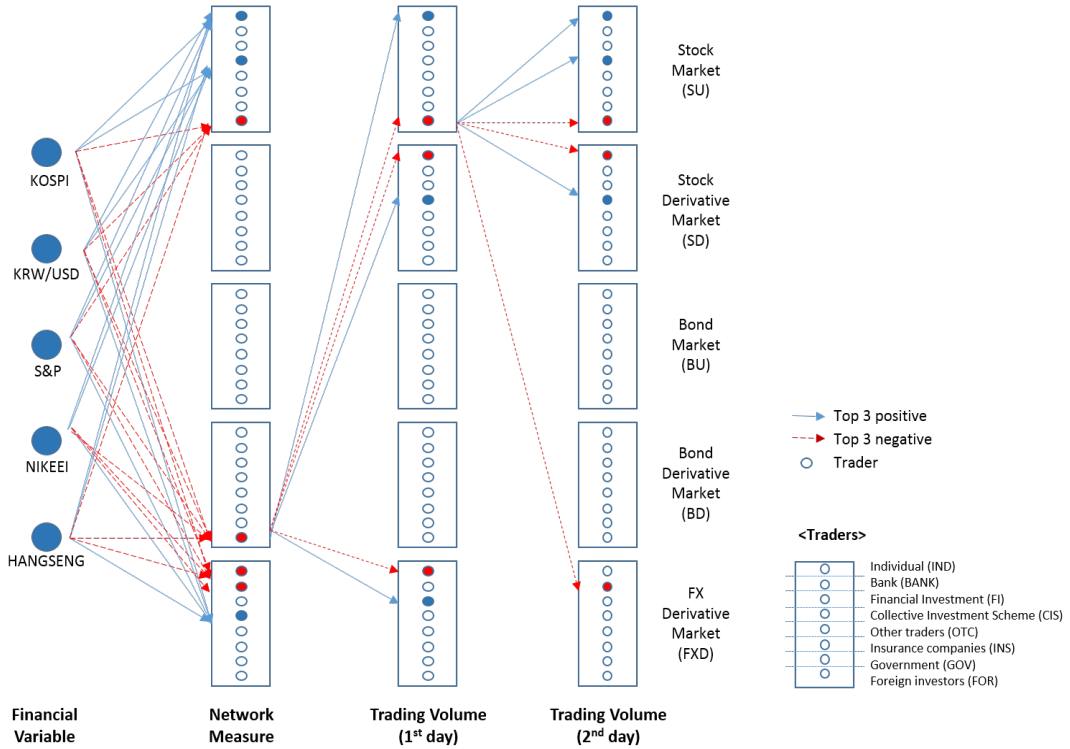 KOSPI
KRW/USD
S&P
NIKEEI
HANGSENG
Stock
Market
(SU)
Stock
Derivative
Market
(SD)
Bond
Market
(BU)
Bond
Derivative
Market
(BD)
FX
Derivative
Market
(FXD)
Top 3 positive
Top 3 negative
Trader
<Traders>
Individual (IND)
Bank (BANK)
Financial Investment (FI)
Collective Investment Scheme (CIS)
Other traders (OTC)
Insurance companies (INS)
Government (GOV)
Foreign investors (FOR)
Financial
Variable
Network
Measure
Trading Volume
(1st day)
Trading Volume
(2nd day)